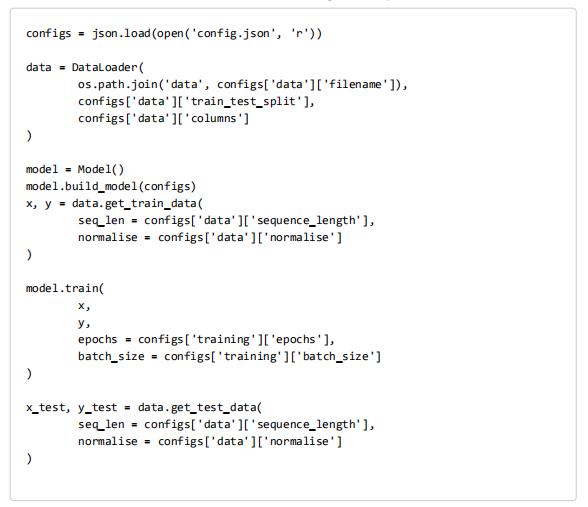 configs = json.load(open('config.json', 'r'))
data = DataLoader(
os.path.join('data', configs['data']['filename']),
configs['data']['train_test_split'],
configs['data']['columns']
)
model = Model()
model.build_model(configs)
x, y = data.get_train_data(
seq_len = configs['data']['sequence_length'],
normalise = configs['data']['normalise']
)
model.train(
x,
y,
epochs = configs['training']['epochs'],
batch_size = configs['training']['batch_size']
)
x_test, y_test = data.get_test_data(
seq_len = configs['data']['sequence_length'],
normalise = configs['data']['normalise']
)